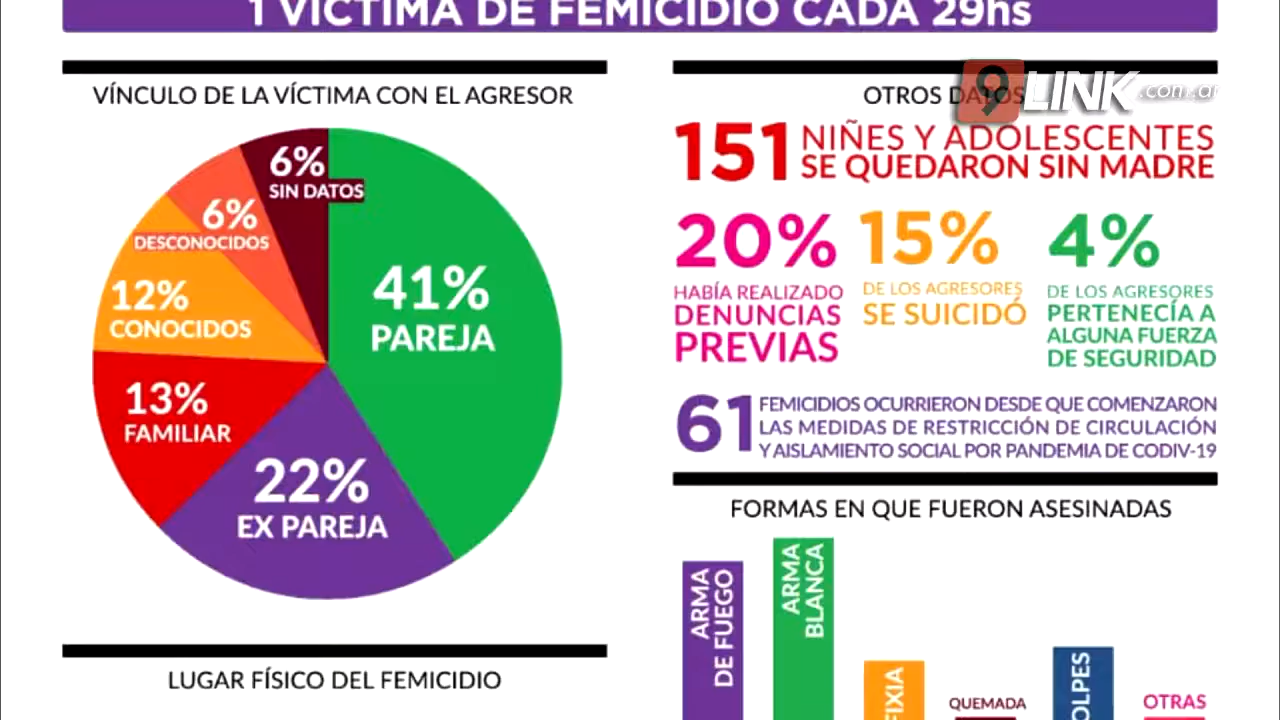 1 VÍCTIMA DE FEMICIDIO CADA 29hs
VÍNCULO DE LA VÍCTIMA CON EL AGRESOR
6%
SIN DATOS
6%
DESCONOCIDOS
12%
CONOCIDOS
13%
FAMILIAR
22%
EX PAREJA
41%
PAREJA
LUGAR FÍSICO DEL FEMICIDIO
OTROS DATOS
9 LINK.com.ar
151 NIÑES Y ADOLESCENTES
SE QUEDARON SIN MADRE
20%
HABÍA REALIZADO
DENUNCIAS
PREVIAS
15%
DE LOS AGRESORES
SE SUICIDÓ
4%
DE LOS AGRESORES
PERTENECÍA A
ALGUNA FUERZA
DE SEGURIDAD
61 FEMICIDIOS OCURRIERON DESDE QUE COMENZARON
LAS MEDIDAS DE RESTRICCIÓN DE CIRCULACIÓN
Y AISLAMIENTO SOCIAL POR PANDEMIA DE CODIV-19
FORMAS EN QUE FUERON ASESINADAS
ARMA
DE FUEGO
ARMA
BLANCA
QUEMADA
OTRAS